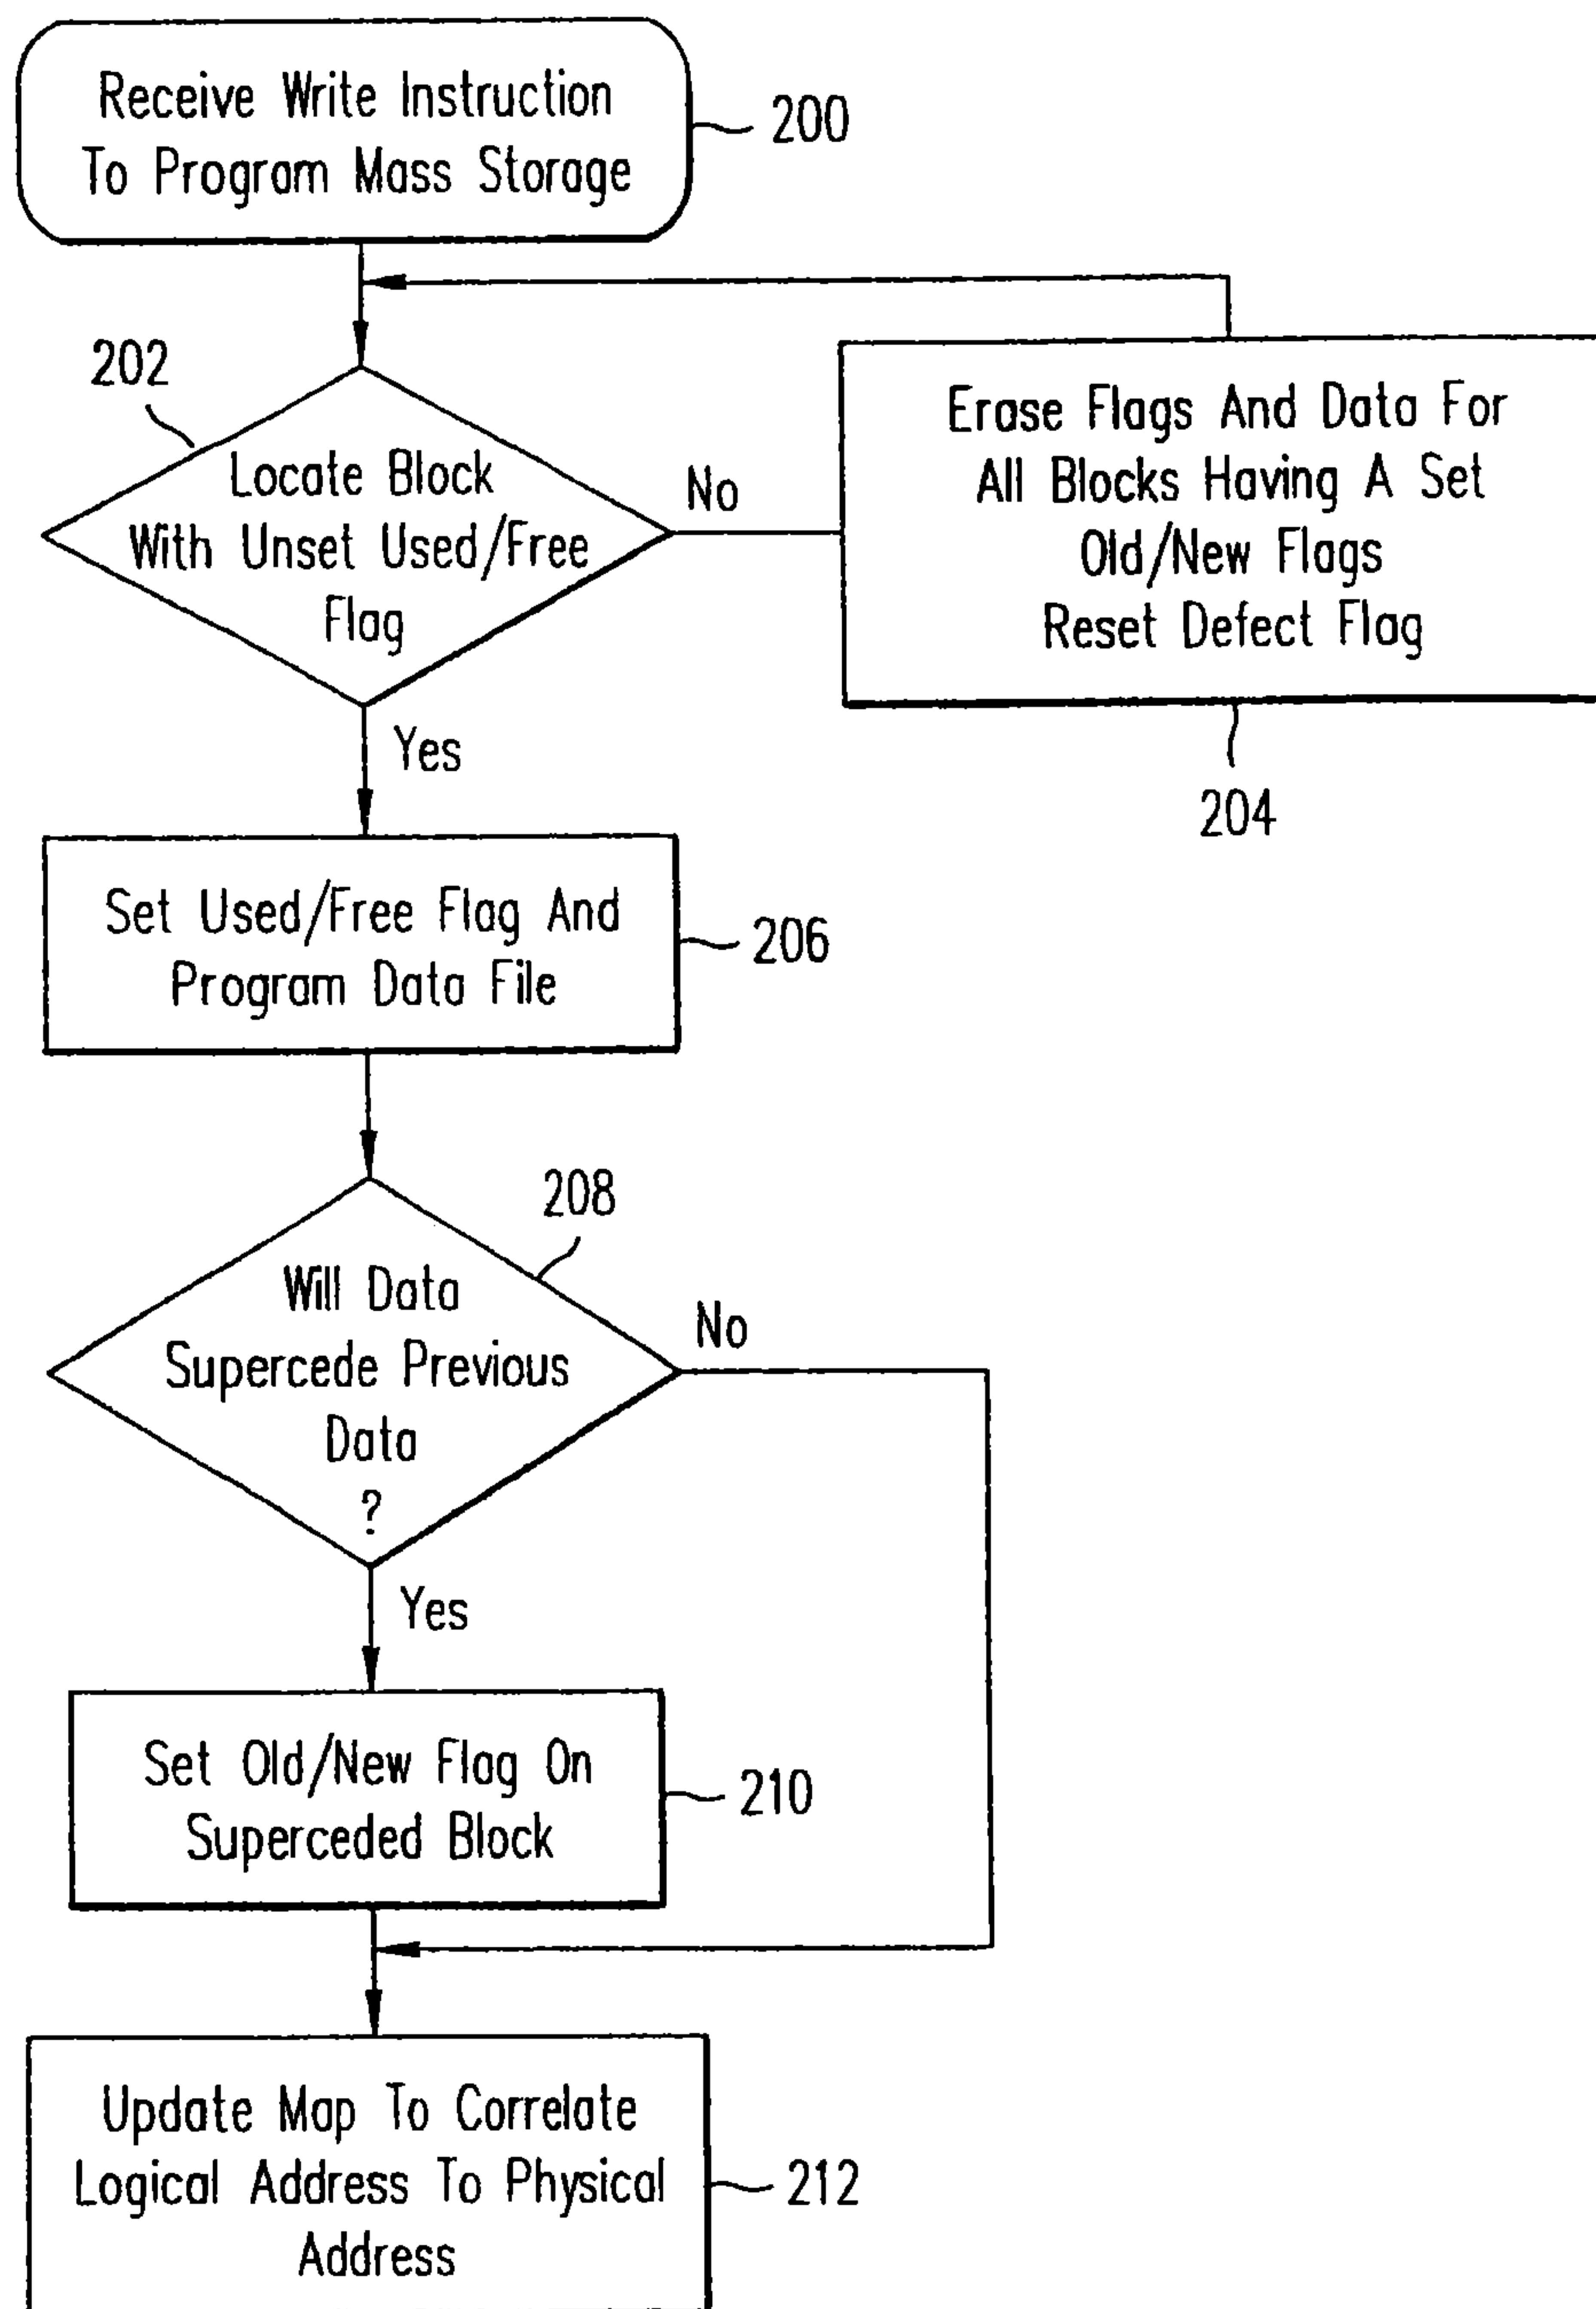 Receive Write Instruction
To Program Mass Storage
200
202
Locate Block
With Unset Used/Free
Flag
No
Erase Flags And Data For
All Blocks Having A Set
Old/New Flags
Reset Defect Flag
204
Yes
Set Used/Free Flag And
Program Data File
206
208
Will Data
Supercede Previous
Data
?
No
Yes
Set Old/New Flag On
Superceded Block
210
Update Map To Correlate
Logical Address To Physical
Address
212